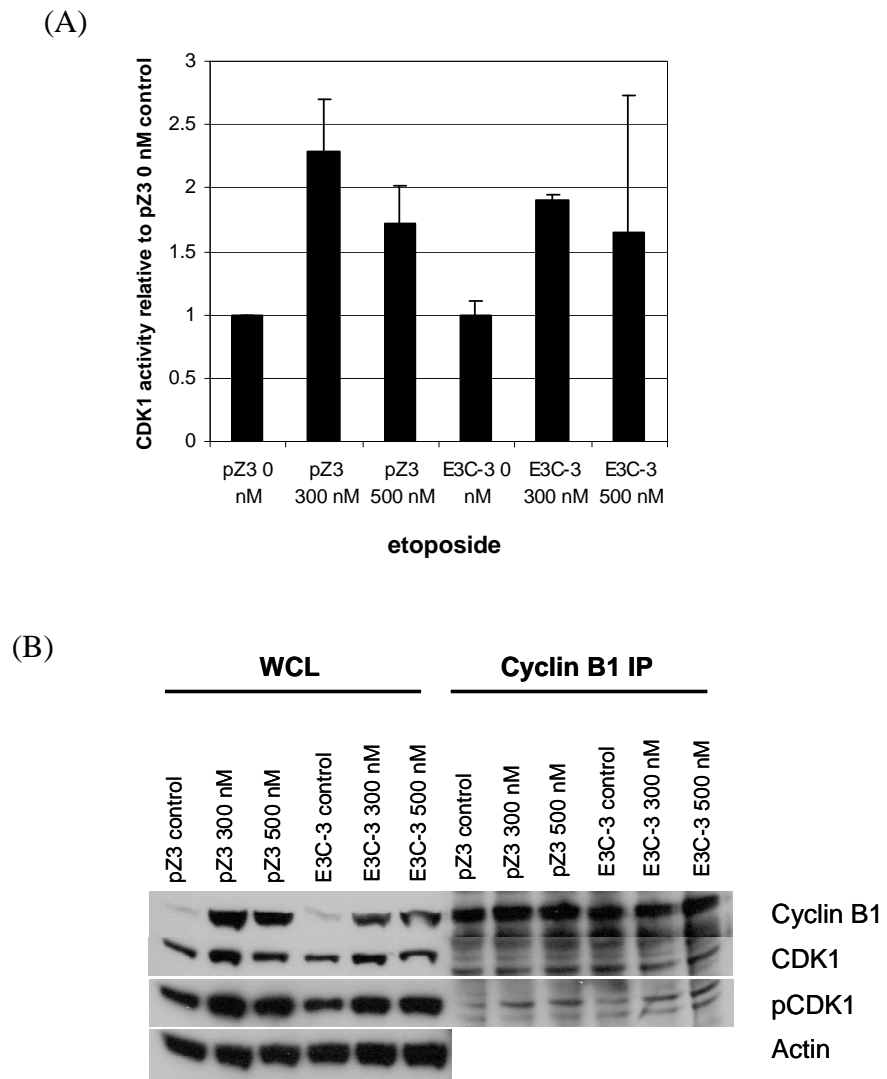 (A)
CDK1 activity relative to pZ3 0 nM control
3
2.5
2
1.5
1
0.5
0
pZ3 0 nM
pZ3 300 nM
pZ3 500 nM
E3C-3 0 nM
E3C-3 300 nM
E3C-3 500 nM
etoposide
(B)
WCL
Cyclin B1 IP
pZ3 control
pZ3 300 nM
pZ3 500 nM
E3C-3 control
E3C-3 300 nM
E3C-3 500 nM
pZ3 control
pZ3 300 nM
pZ3 500 nM
E3C-3 control
E3C-3 300 nM
E3C-3 500 nM
Cyclin B1
CDK1
pCDK1
Actin